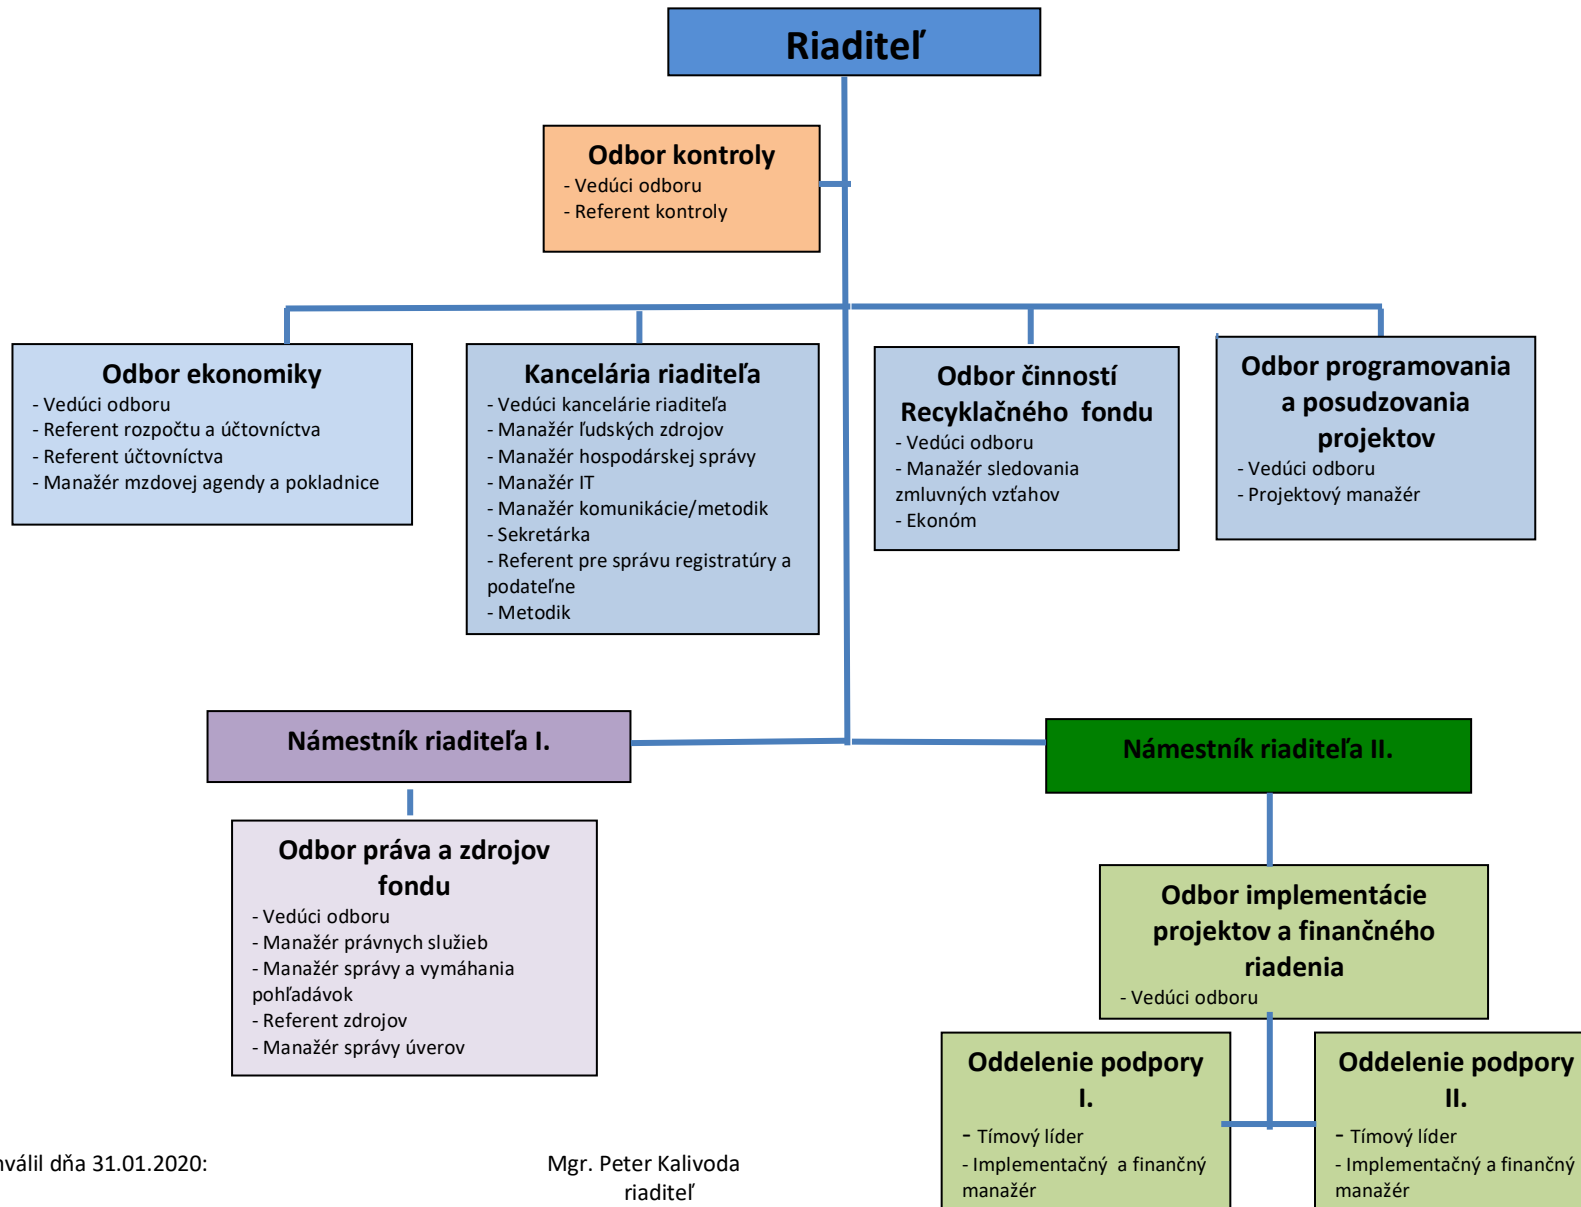 Riaditeľ
Odbor kontroly
- Vedúci odboru
- Referent kontroly
Odbor ekonomiky
- Vedúci odboru
- Referent rozpočtu a účtovníctva
- Referent účtovníctva
- Manažér mzdovej agendy a pokladnice
Kancelária riaditeľa
- Vedúci kancelárie riaditeľa
- Manažér ľudských zdrojov
- Manažér hospodárskej správy
- Manažér IT
- Manažér komunikácie/metodik
- Sekretárka
- Referent pre správu registratúry a
podateľne
- Metodik
Odbor činností
Recyklačného fondu
- Vedúci odboru
- Manažér sledovania
zmluvných vzťahov
- Ekonóm
Odbor programovania
a posudzovania
projektov
- Vedúci odboru
- Projektový manažér
Námestník riaditeľa I.
Námestník riaditeľa II.
Odbor práva a zdrojov
fondu
- Vedúci odboru
- Manažér právnych služieb
- Manažér správy a vymáhania
pohľadávok
- Referent zdrojov
- Manažér správy úverov
Odbor implementácie
projektov a finančného
riadenia
- Vedúci odboru
Oddelenie podpory
I.
- Tímový líder
- Implementačný a finančný
manažér
Oddelenie podpory
II.
- Tímový líder
- Implementačný a finančný
manažér
válil dňa 31.01.2020:
Mgr. Peter Kalivoda
riaditeľ